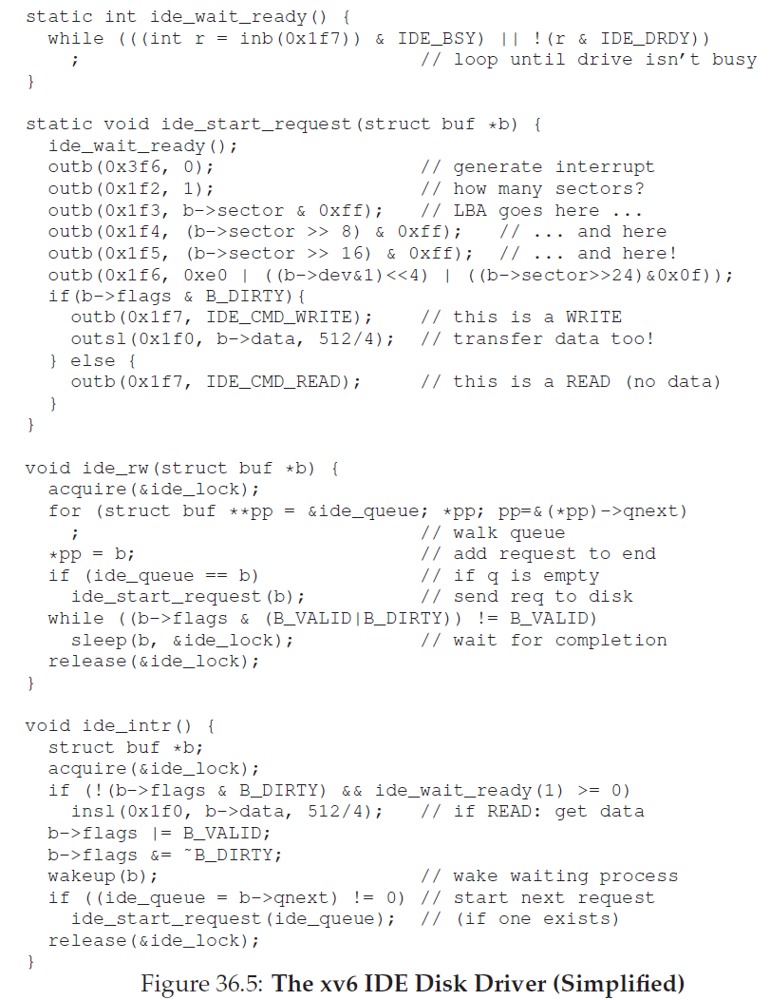 static int ide_wait_ready() {
  while (((int r = inb(0x1f7)) & IDE_BSY) || !(r & IDE_DRDY))
    ;                              // loop until drive isn't busy
}

static void ide_start_request(struct buf *b) {
  ide_wait_ready();
  outb(0x3f6, 0);                  // generate interrupt
  outb(0x1f2, 1);                  // how many sectors?
  outb(0x1f3, b->sector & 0xff);   // LBA goes here ...
  outb(0x1f4, (b->sector >> 8) & 0xff);   // ... and here
  outb(0x1f5, (b->sector >> 16) & 0xff);  // ... and here!
  outb(0x1f6, 0xe0 | ((b->dev&1)<<4) | ((b->sector>>24)&0x0f));
  if(b->flags & B_DIRTY){
    outb(0x1f7, IDE_CMD_WRITE);    // this is a WRITE
    outsl(0x1f0, b->data, 512/4);  // transfer data too!
  } else {
    outb(0x1f7, IDE_CMD_READ);     // this is a READ (no data)
  }
}

void ide_rw(struct buf *b) {
  acquire(&ide_lock);
  for (struct buf **pp = &ide_queue; *pp; pp=&(*pp)->qnext)
    ;                              // walk queue
  *pp = b;                         // add request to end
  if (ide_queue == b)              // if q is empty
    ide_start_request(b);          // send req to disk
  while ((b->flags & (B_VALID|B_DIRTY)) != B_VALID)
    sleep(b, &ide_lock);           // wait for completion
  release(&ide_lock);
}

void ide_intr() {
  struct buf *b;
  acquire(&ide_lock);
  if (!(b->flags & B_DIRTY) && ide_wait_ready(1) >= 0)
    insl(0x1f0, b->data, 512/4);   // if READ: get data
  b->flags |= B_VALID;
  b->flags &= ˜B_DIRTY;
  wakeup(b);                       // wake waiting process
  if ((ide_queue = b->qnext) != 0) // start next request
    ide_start_request(ide_queue);  // (if one exists)
  release(&ide_lock);
}
Figure 36.5: The xv6 IDE Disk Driver (Simplified)